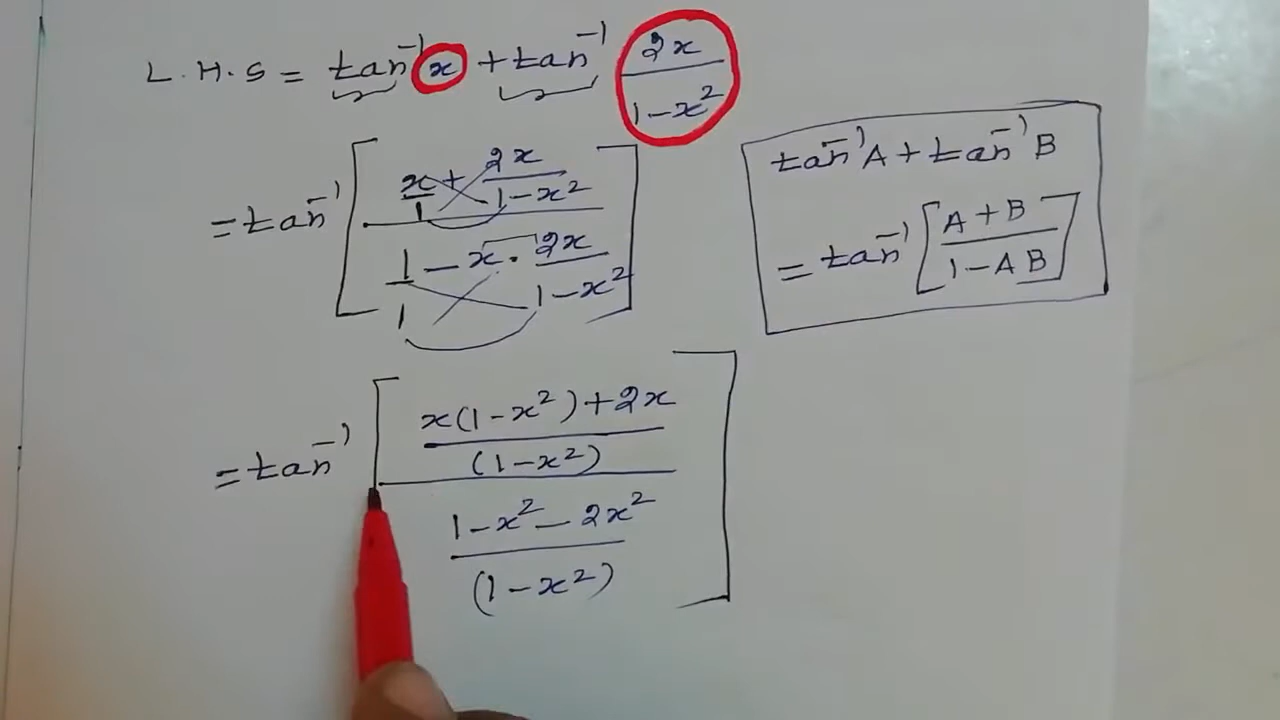 L.H.S = tan⁻¹ x + tan⁻¹ 2x/(1-x²)
= tan⁻¹ [ (x/1 + 2x/(1-x²)) / (1/1 - x · 2x/(1-x²)) ]
tan⁻¹ A + tan⁻¹ B
= tan⁻¹ [ (A+B)/(1-AB) ]
= tan⁻¹ [ (x(1-x²)+2x)/(1-x²) / (1-x²-2x²)/(1-x²) ]